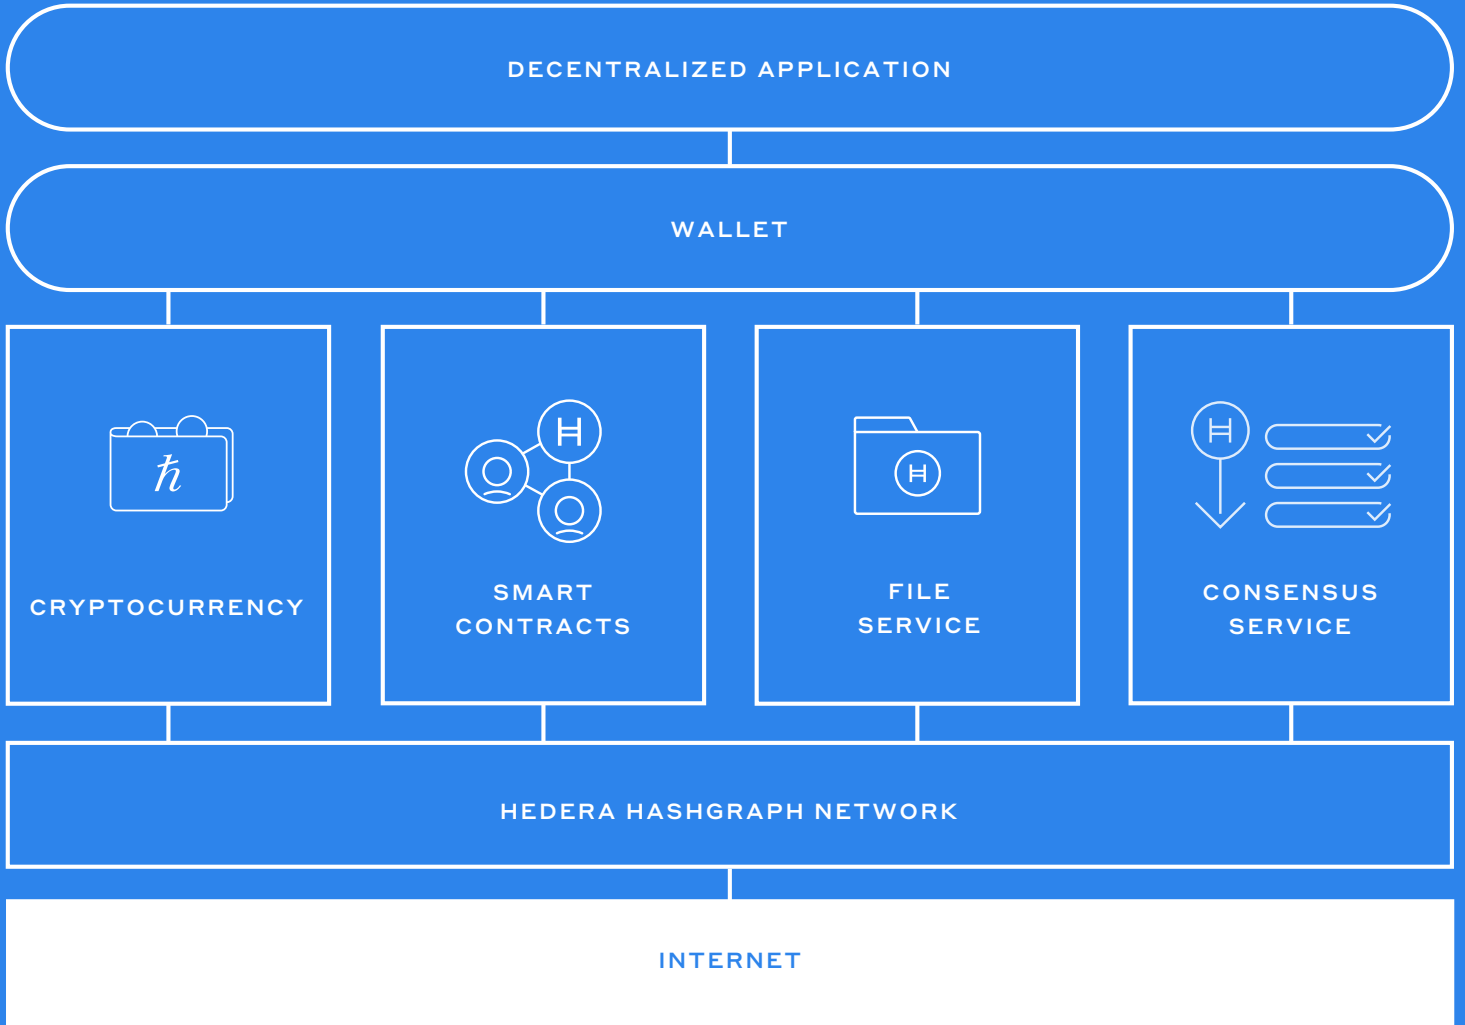 DECENTRALIZED APPLICATION
WALLET
ℏ
H
H
H
CRYPTOCURRENCY
SMART
CONTRACTS
FILE
SERVICE
CONSENSUS
SERVICE
HEDERA HASHGRAPH NETWORK
INTERNET